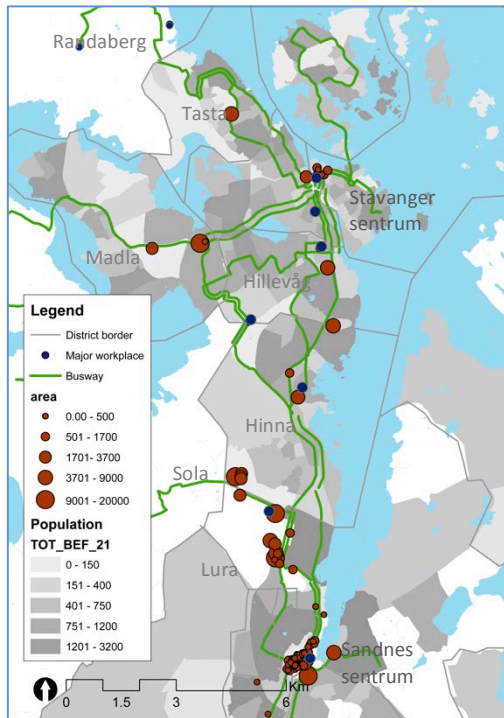 Randaberg
Tasta
Stavanger
sentrum
Madla
Hillevåg
Legend
District border
Major workplace
Busway
area
0.00 - 500
501 - 1700
1701- 3700
3701 - 9000
9001 - 20000
Population
TOT_BEF_21
0 - 150
151 - 400
401 - 750
751 - 1200
1201 - 3200
Hinna
Sola
Lura
Sandnes
sentrum
0 1.5 3 6
Km